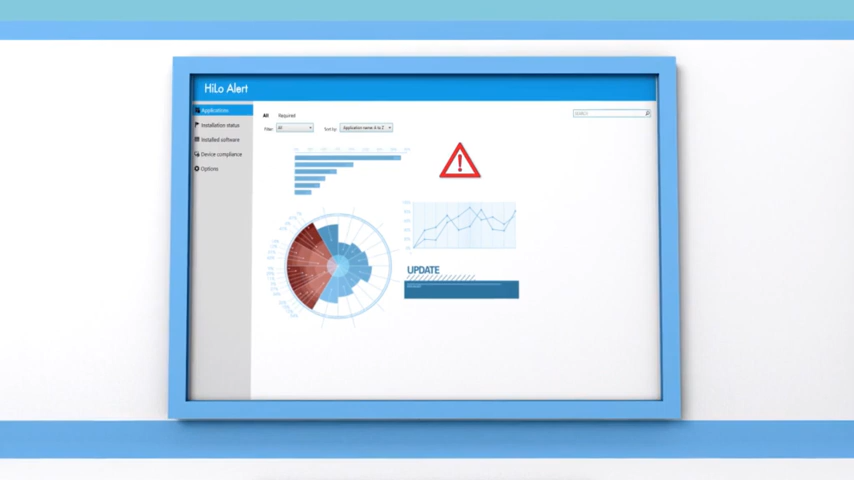 HiLo Alert
Applications
Installation status
Installed software
Device compliance
Options
All Required
Filter All Sort by: Application name A to Z
SEARCH
UPDATE